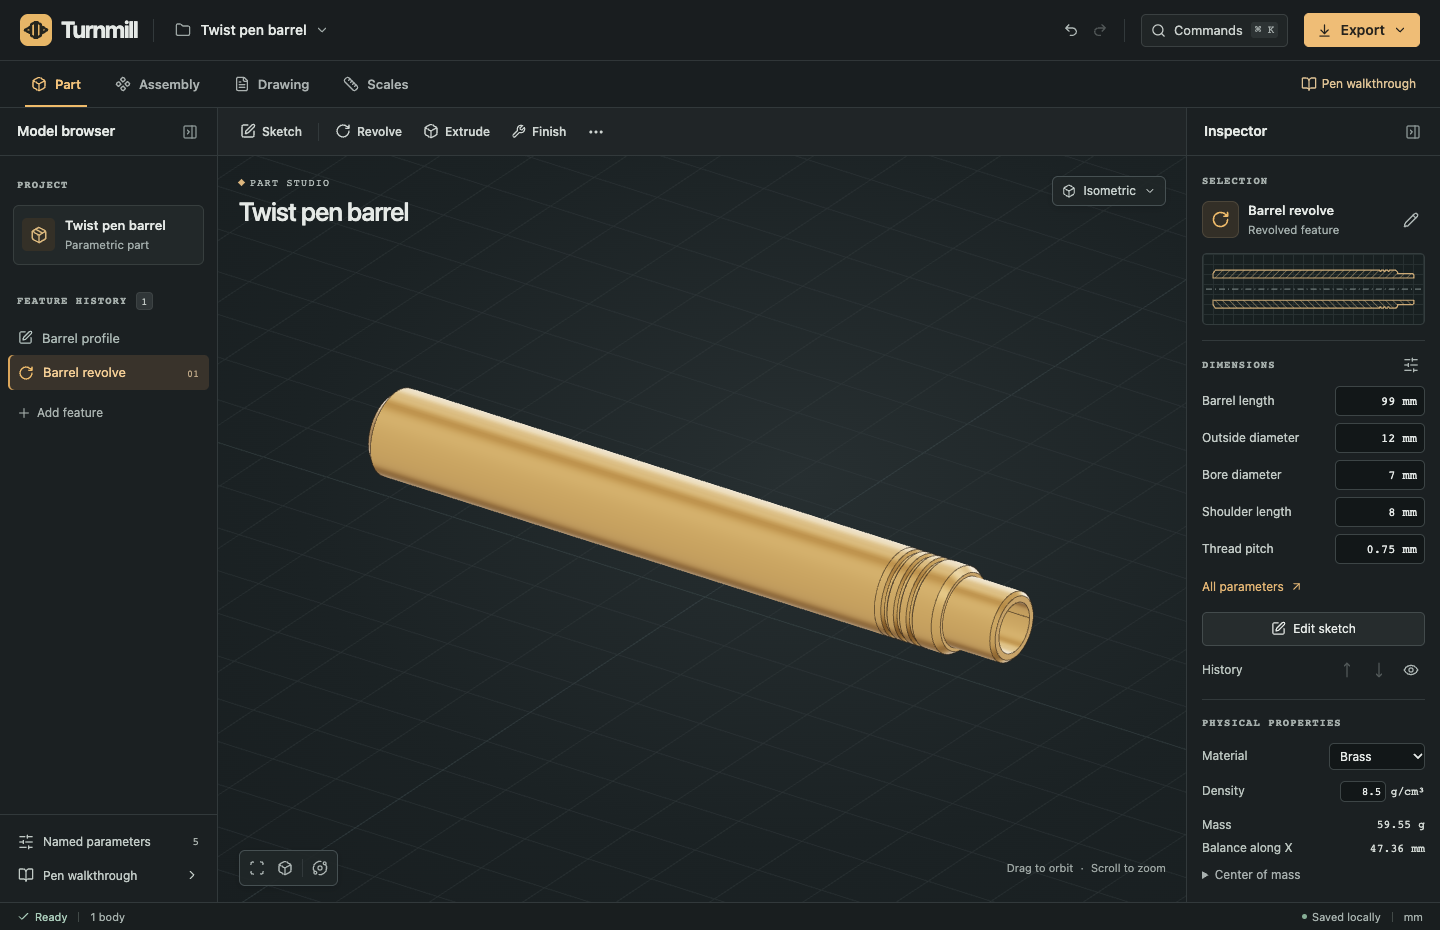 Turnmill
Twist pen barrel
Commands ⌘ K
Export
Part
Assembly
Drawing
Scales
Pen walkthrough
Model browser
Sketch
Revolve
Extrude
Finish
Inspector
PROJECT
Twist pen barrel
Parametric part
FEATURE HISTORY 1
Barrel profile
Barrel revolve 01
Add feature
Named parameters 5
Pen walkthrough
PART STUDIO
Twist pen barrel
Isometric
Drag to orbit · Scroll to zoom
SELECTION
Barrel revolve
Revolved feature
DIMENSIONS
Barrel length 99 mm
Outside diameter 12 mm
Bore diameter 7 mm
Shoulder length 8 mm
Thread pitch 0.75 mm
All parameters
Edit sketch
History
PHYSICAL PROPERTIES
Material Brass
Density 8.5 g/cm³
Mass 59.55 g
Balance along X 47.36 mm
Center of mass
Ready
1 body
Saved locally
mm